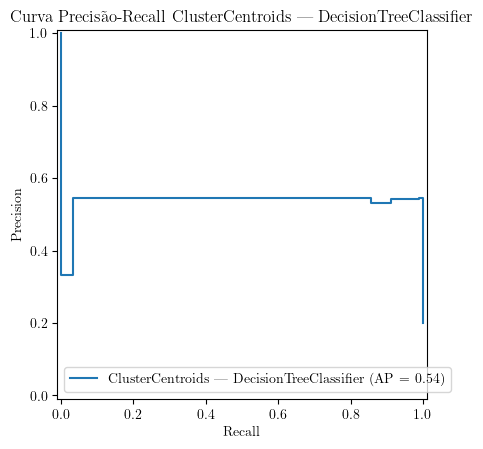 Curva Precisão-Recall ClusterCentroids — DecisionTreeClassifier
1.0
0.8
0.6
0.4
0.2
0.0
Precision
ClusterCentroids — DecisionTreeClassifier (AP = 0.54)
0.0 0.2 0.4 0.6 0.8 1.0
Recall